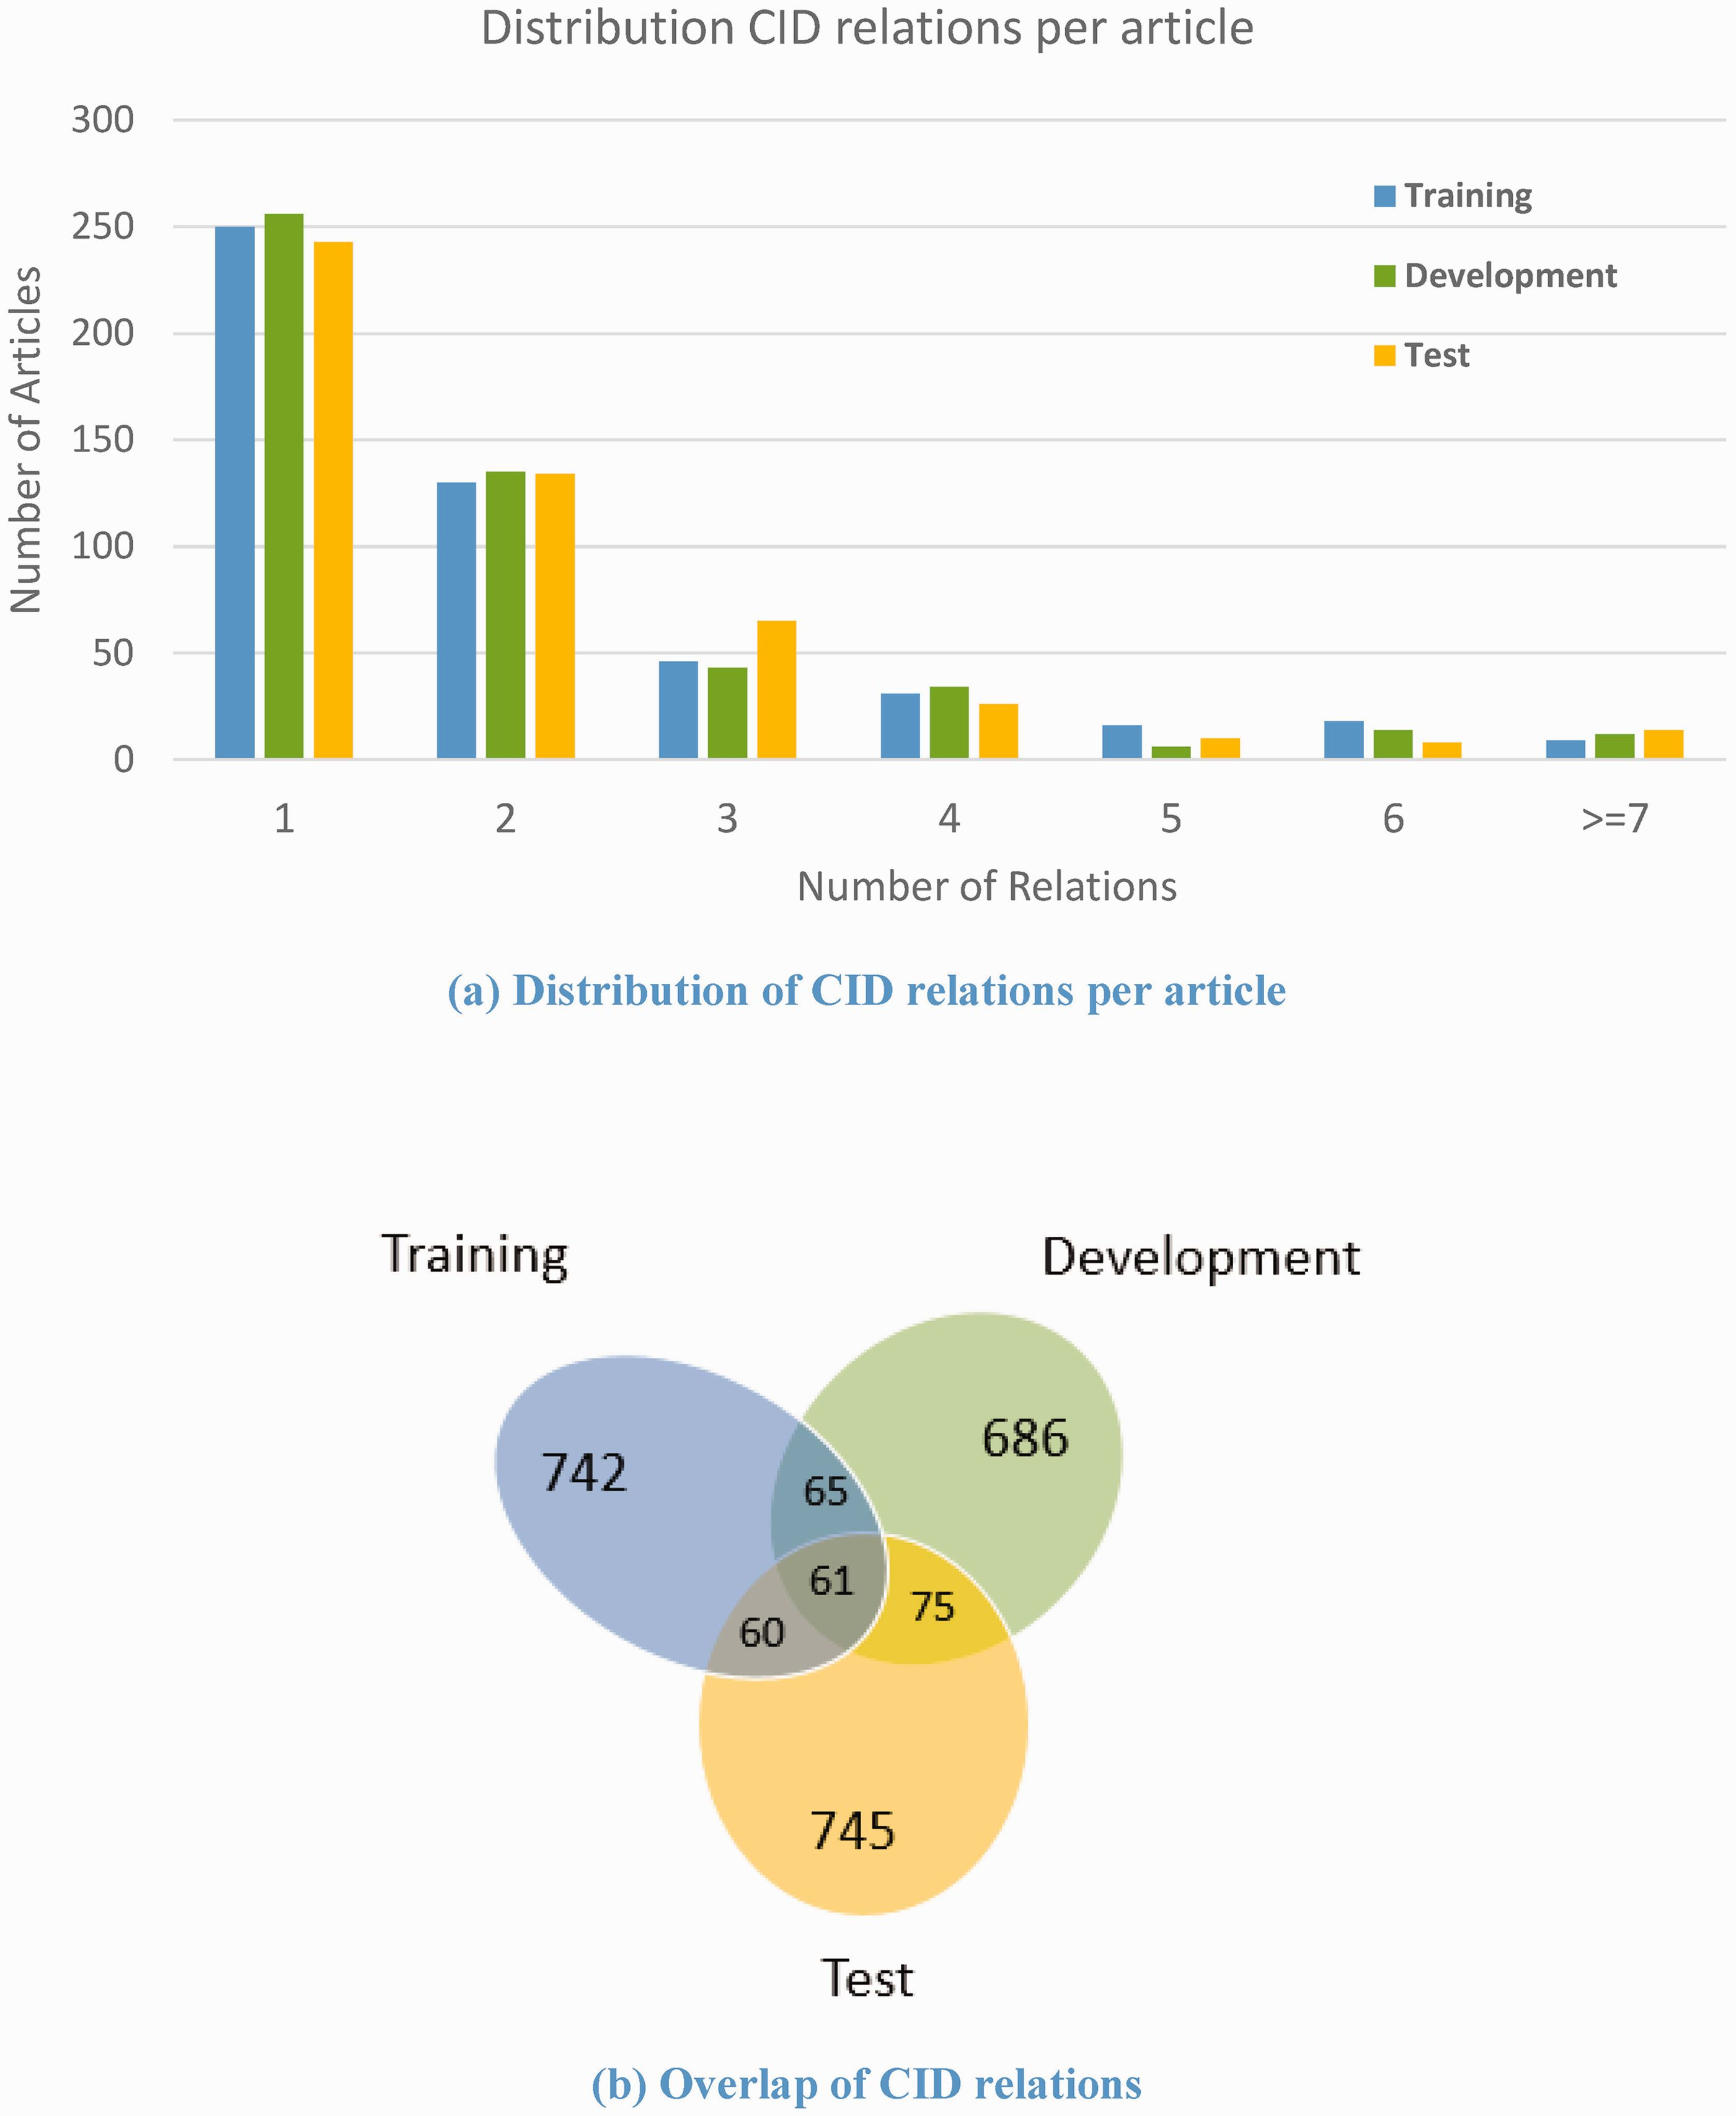 Distribution CID relations per article
300
250
200
150
100
50
0
Number of Articles
Training
Development
Test
1 2 3 4 5 6 >=7
Number of Relations
(a) Distribution of CID relations per article
Training
Development
742
686
65
61
75
60
745
Test
(b) Overlap of CID relations